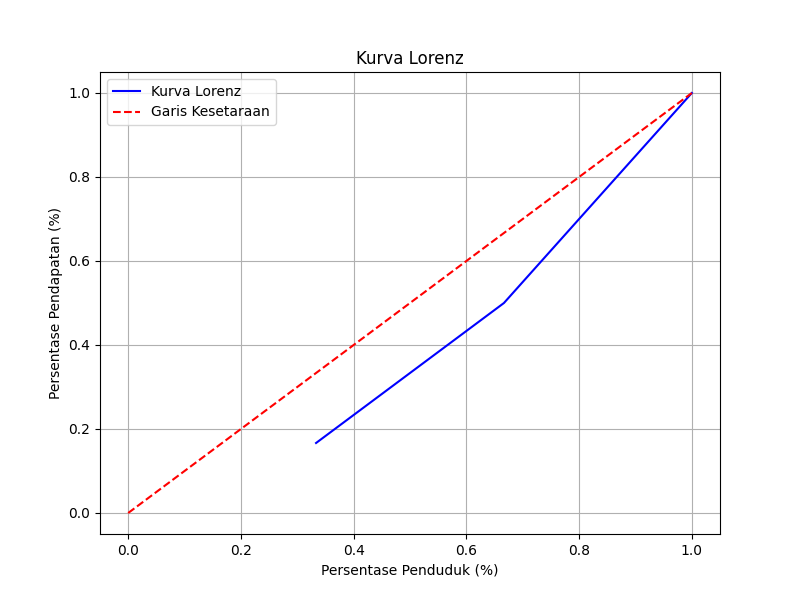 Kurva Lorenz
Kurva Lorenz
Garis Kesetaraan
1.0
0.8
0.6
0.4
0.2
0.0
Persentase Pendapatan (%)
0.0 0.2 0.4 0.6 0.8 1.0
Persentase Penduduk (%)